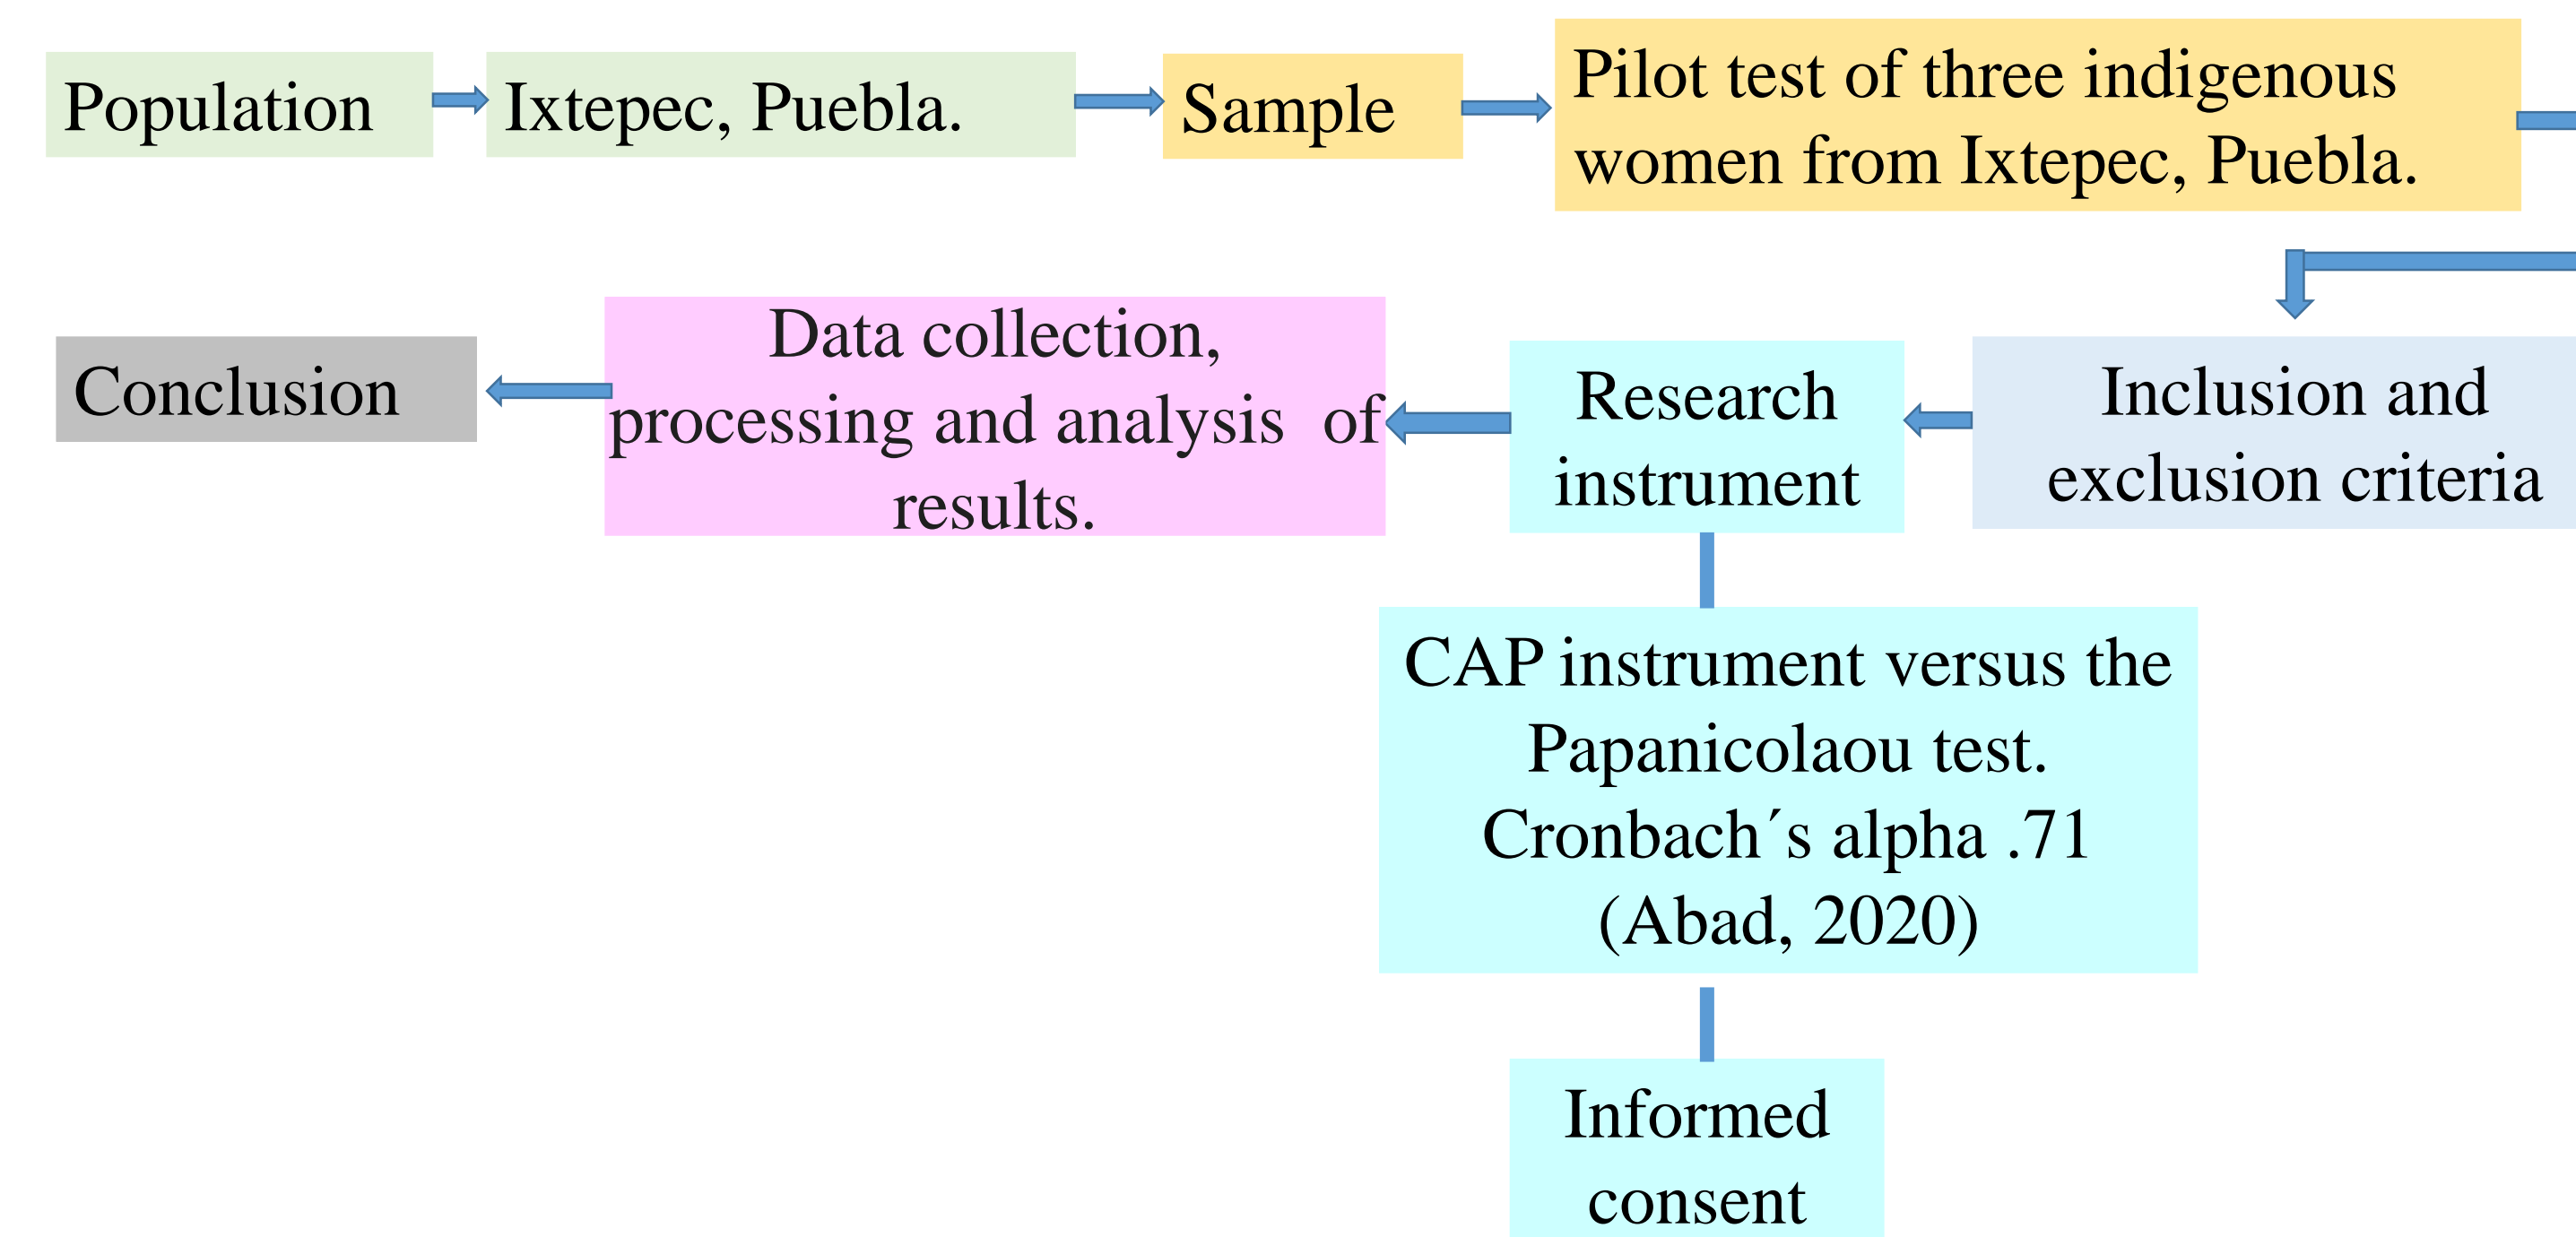 Population
Ixtepec, Puebla.
Sample
Pilot test of three indigenous
women from Ixtepec, Puebla.
Inclusion and
exclusion criteria
Research
instrument
Data collection,
processing and analysis  of
results.
Conclusion
CAP instrument versus the
Papanicolaou test.
Cronbach´s alpha .71
(Abad, 2020)
Informed
consent